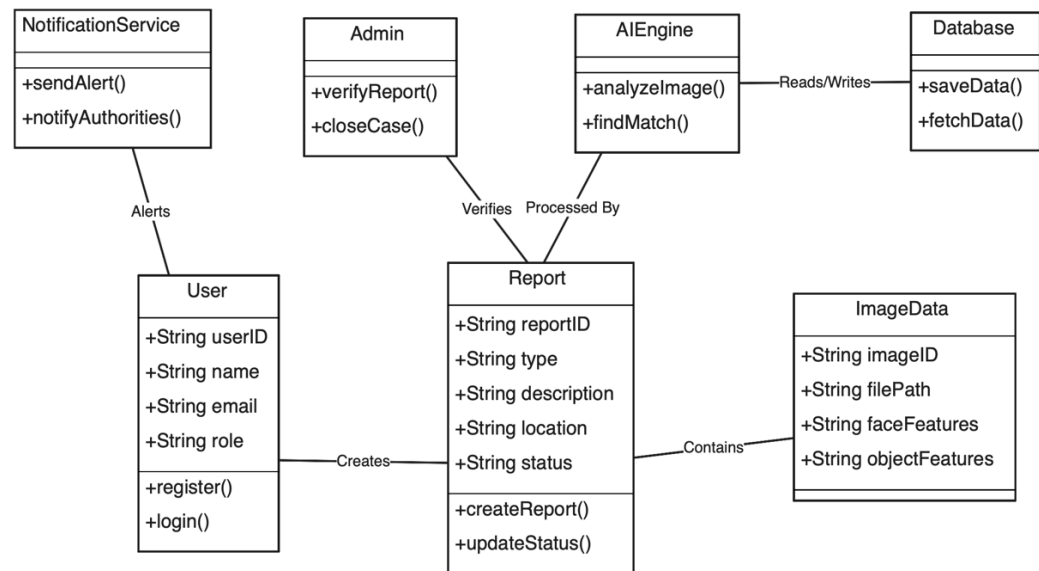 NotificationService
+sendAlert()
+notifyAuthorities()
Admin
+verifyReport()
+closeCase()
AIEngine
+analyzeImage()
+findMatch()
Reads/Writes
Database
+saveData()
+fetchData()
Alerts
Verifies
Processed By
User
+String userID
+String name
+String email
+String role
+register()
+login()
Creates
Report
+String reportID
+String type
+String description
+String location
+String status
+createReport()
+updateStatus()
Contains
ImageData
+String imageID
+String filePath
+String faceFeatures
+String objectFeatures